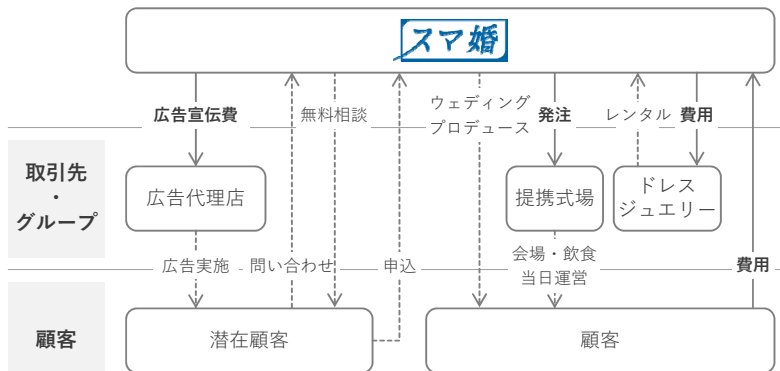 スマ婚
広告宣伝費
無料相談
ウェディング
プロデュース
発注
レンタル
費用
取引先
・
グループ
広告代理店
提携式場
ドレス
ジュエリー
広告実施
問い合わせ
申込
会場・飲食
当日運営
費用
顧客
潜在顧客
顧客